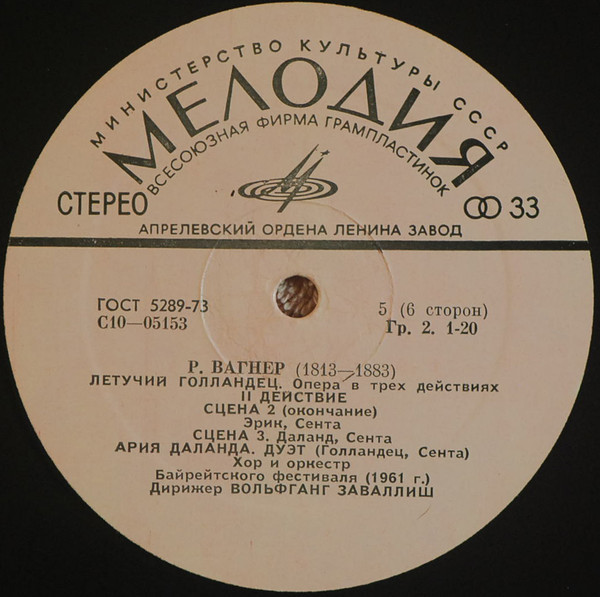 МИНИСТЕРСТВО КУЛЬТУРЫ СССР
МЕЛОДИЯ
ВСЕСОЮЗНАЯ ФИРМА ГРАМПЛАСТИНОК
СТЕРЕО
33
АПРЕЛЕВСКИЙ ОРДЕНА ЛЕНИНА ЗАВОД
ГОСТ 5289-73
5 (6 сторон)
С10—05153
Гр. 2. 1-20
Р. ВАГНЕР (1813—1883)
ЛЕТУЧИЙ ГОЛЛАНДЕЦ. Опера в трех действиях
II ДЕЙСТВИЕ
СЦЕНА 2 (окончание)
Эрик, Сента
СЦЕНА 3. Даланд, Сента
АРИЯ ДАЛАНДА. ДУЭТ (Голландец, Сента)
Хор и оркестр
Байрейтского фестиваля (1961 г.)
Дирижер ВОЛЬФГАНГ ЗАВАЛЛИШ